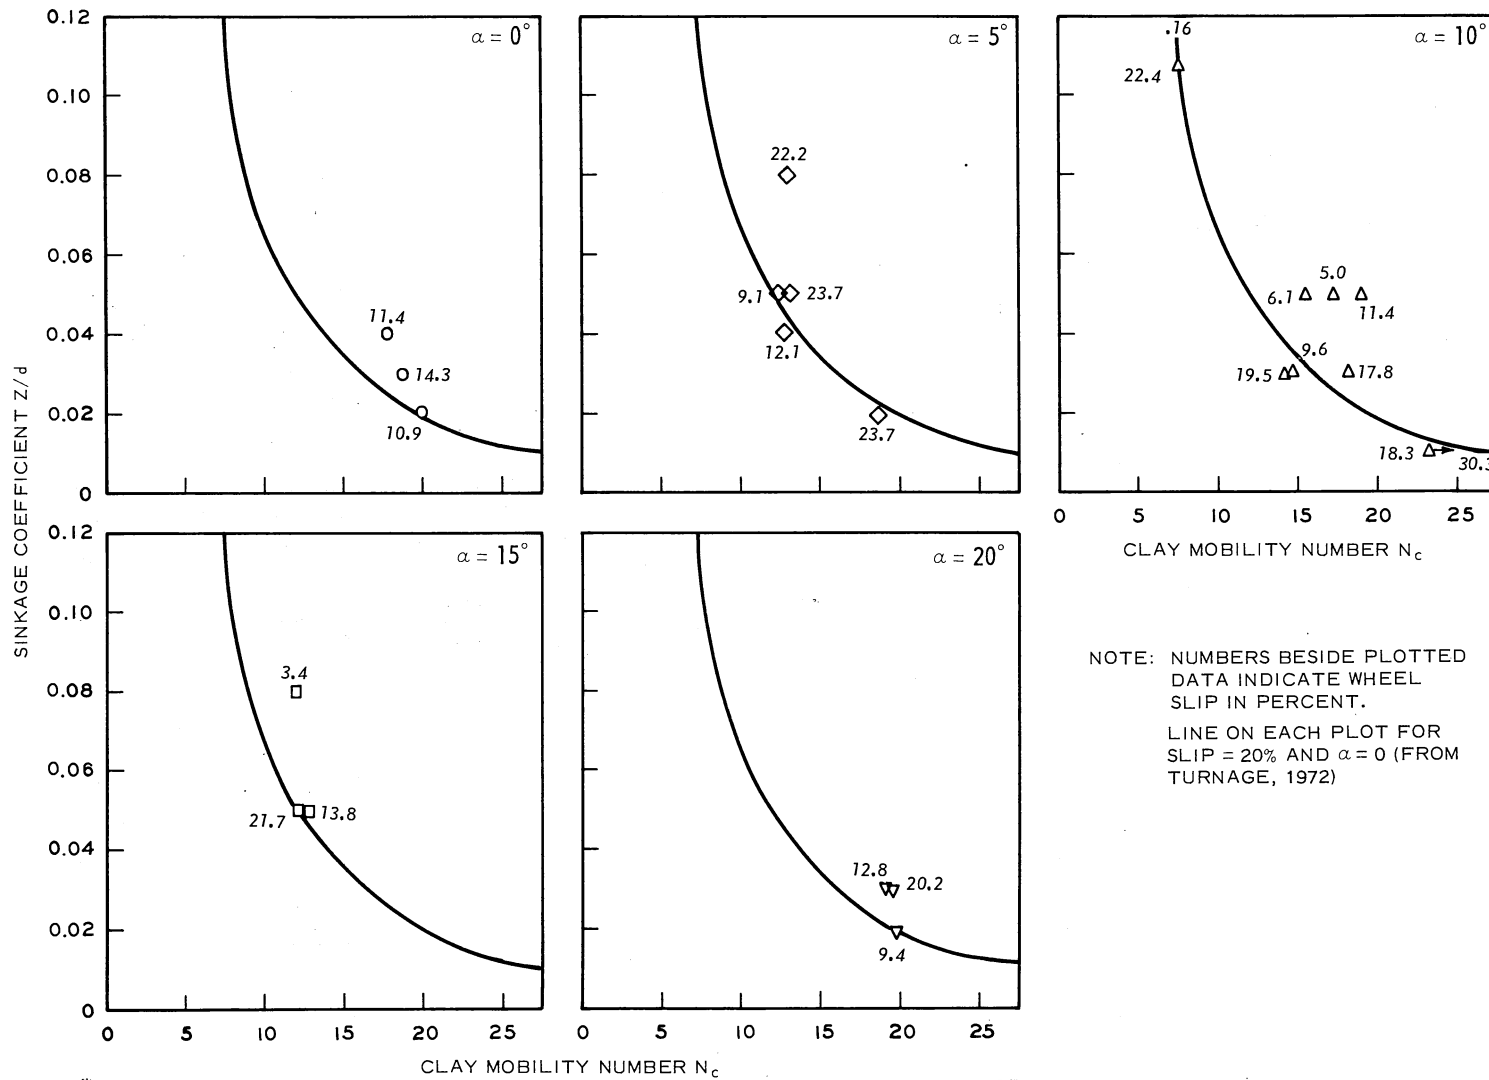 0.12
0.10
0.08
0.06
0.04
0.02
0
α = 0°
11.4
14.3
10.9
α = 5°
22.2
9.1
23.7
12.1
23.7
.16
α = 10°
22.4
5.0
6.1
11.4
9.6
19.5
17.8
18.3
30.3
0 5 10 15 20 25
CLAY MOBILITY NUMBER Nc
SINKAGE COEFFICIENT Z/d
0.12
0.10
0.08
0.06
0.04
0.02
0
α = 15°
3.4
21.7
13.8
0 5 10 15 20 25
α = 20°
12.8
20.2
9.4
0 5 10 15 20 25
CLAY MOBILITY NUMBER Nc
NOTE: NUMBERS BESIDE PLOTTED
DATA INDICATE WHEEL
SLIP IN PERCENT.
LINE ON EACH PLOT FOR
SLIP = 20% AND α = 0 (FROM
TURNAGE, 1972)